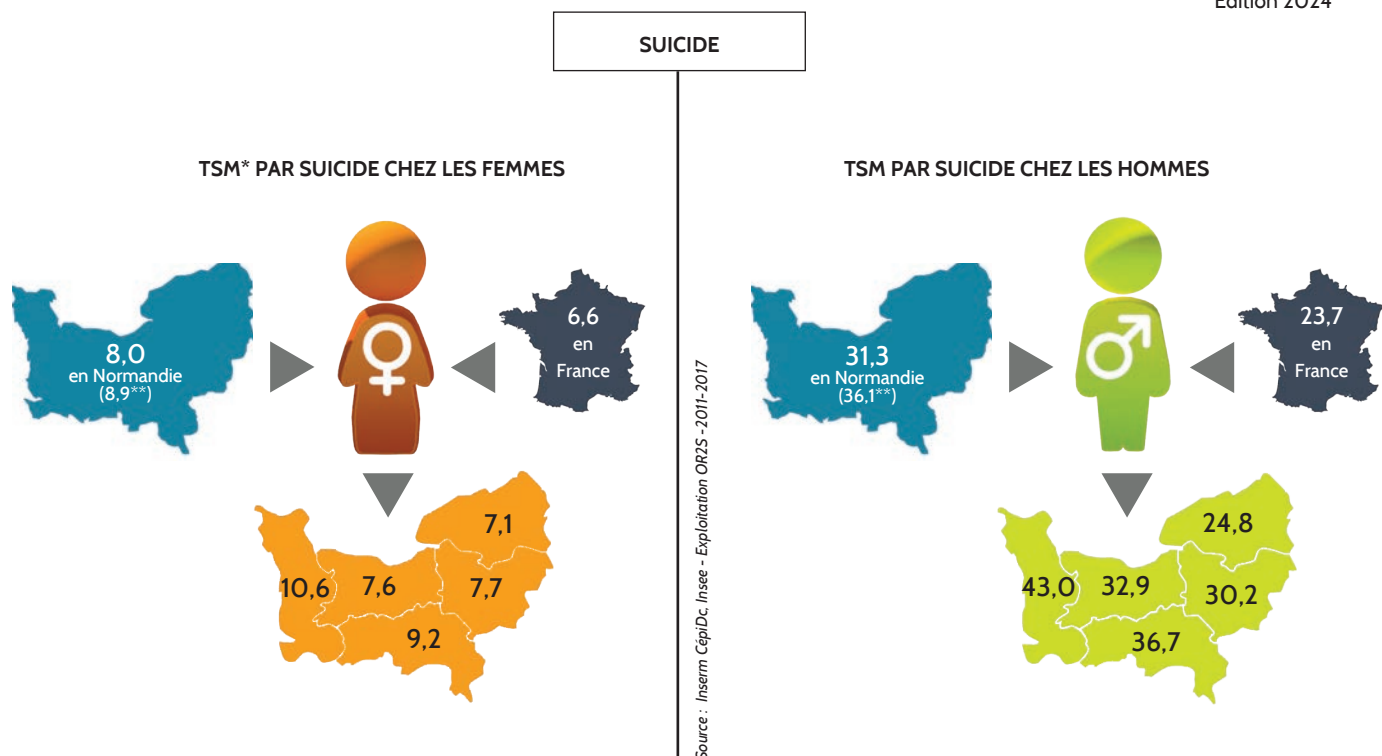 Edition 2024
SUICIDE
TSM* PAR SUICIDE CHEZ LES FEMMES
8,0
en Normandie
(8,9**)
6,6
en
France
7,1
10,6
7,6
7,7
9,2
Source : Inserm CépiDc, Insee - Exploitation OR2S -2011-2017
TSM PAR SUICIDE CHEZ LES HOMMES
31,3
en Normandie
(36,1**)
23,7
en
France
24,8
43,0
32,9
30,2
36,7